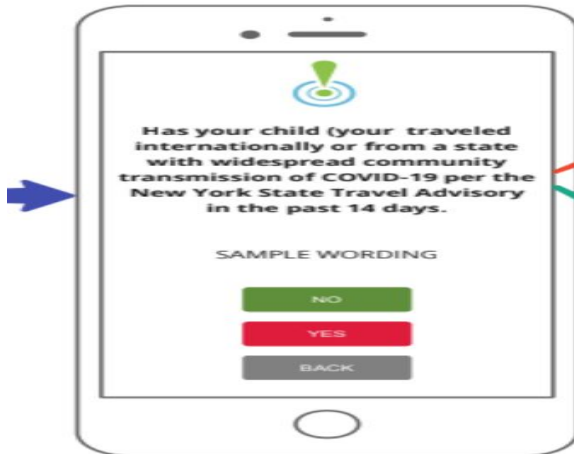 Has your child (your traveled
internationally or from a state
with widespread community
transmission of COVID-19 per the
New York State Travel Advisory
in the past 14 days.
SAMPLE WORDING
NO
YES
BACK